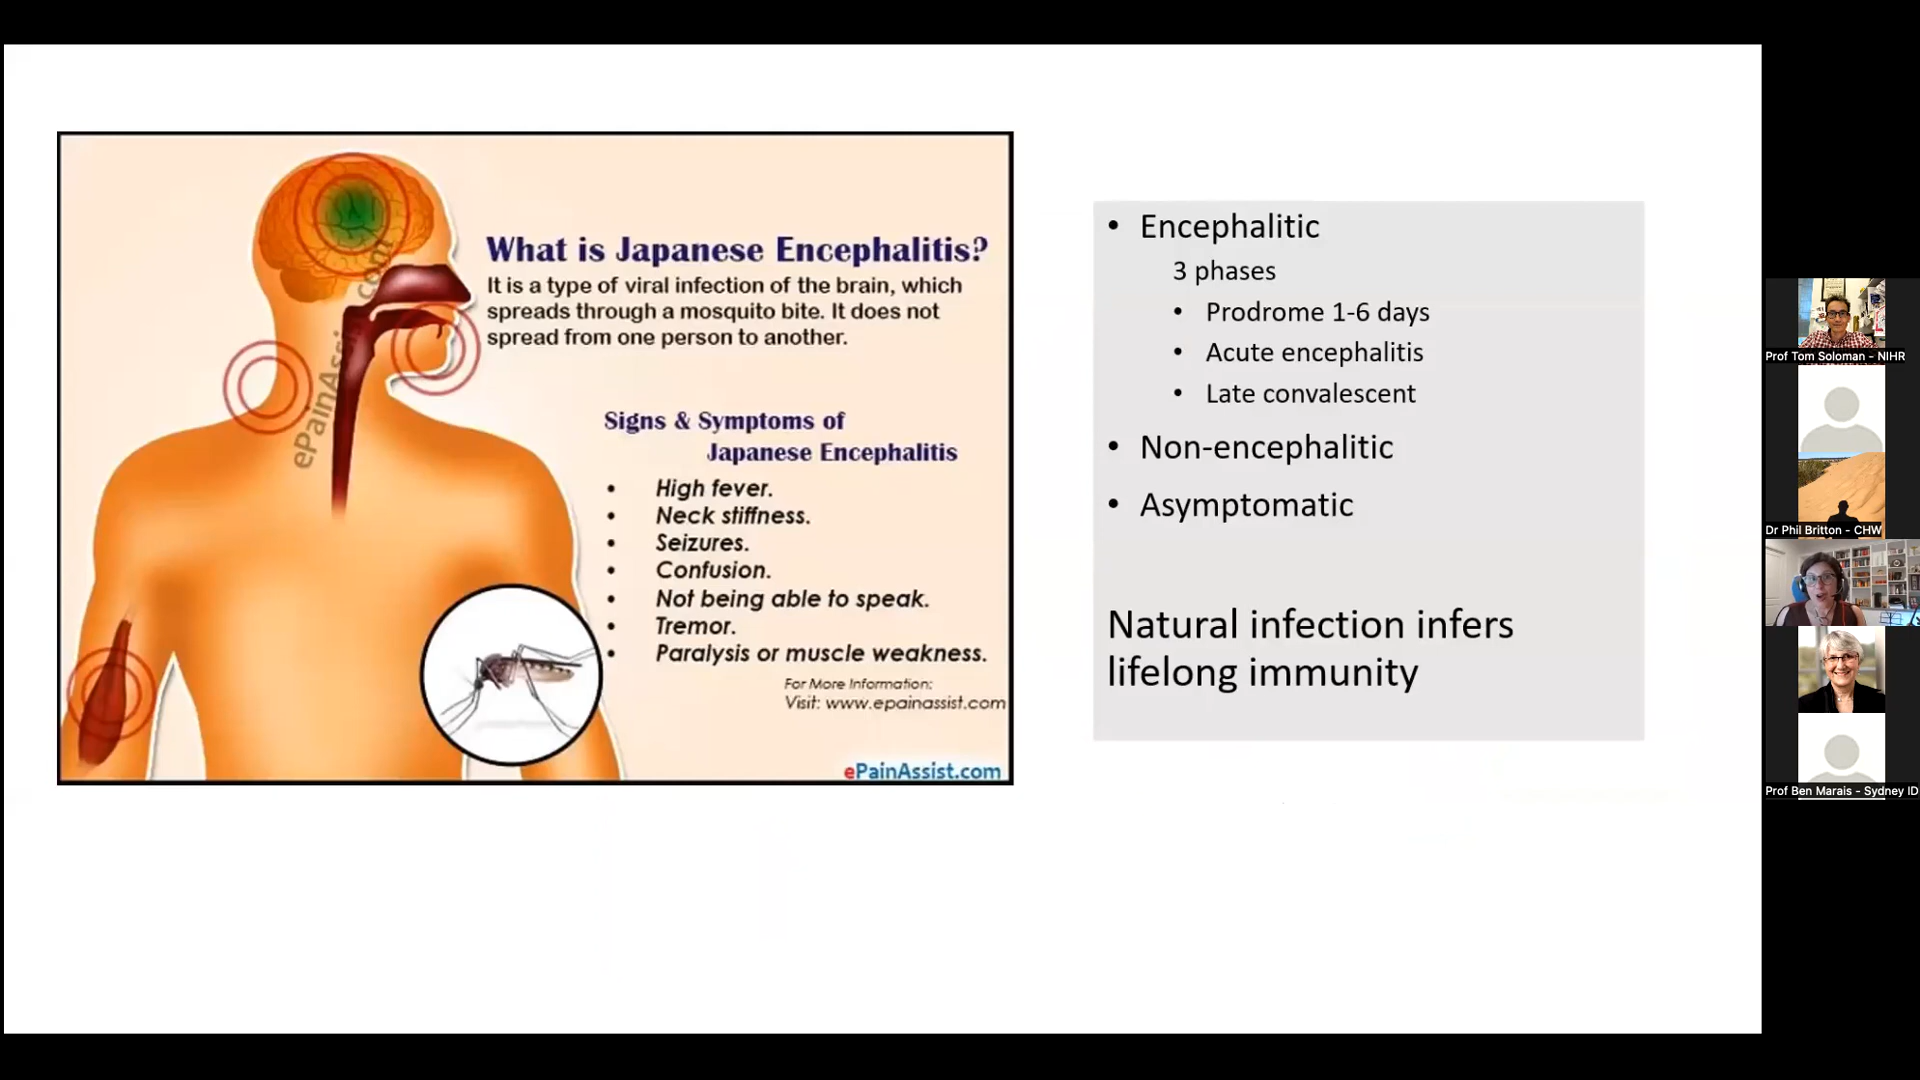 What is Japanese Encephalitis?
It is a type of viral infection of the brain, which
spreads through a mosquito bite. It does not
spread from one person to another.
Signs & Symptoms of
Japanese Encephalitis
• High fever.
• Neck stiffness.
• Seizures.
• Confusion.
• Not being able to speak.
• Tremor.
• Paralysis or muscle weakness.
For More Information:
Visit: www.epainassist.com
ePainAssist.com
• Encephalitic
3 phases
• Prodrome 1-6 days
• Acute encephalitis
• Late convalescent
• Non-encephalitic
• Asymptomatic
Natural infection infers
lifelong immunity
Prof Tom Soloman - NIHR
Dr Phil Britton - CHW
Prof Ben Marais - Sydney ID